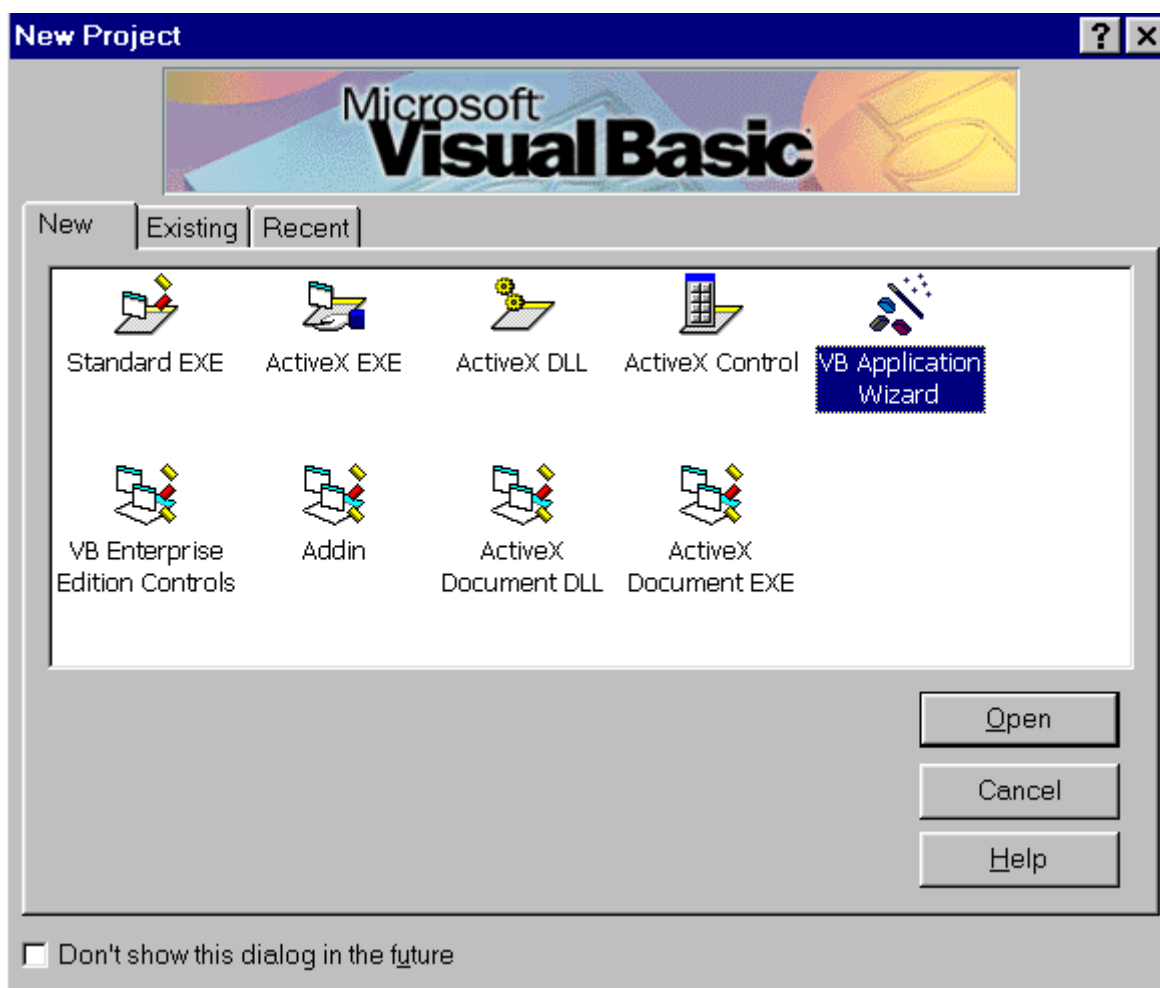 New Project
Microsoft
Visual Basic
New Existing Recent
Standard EXE ActiveX EXE ActiveX DLL ActiveX Control VB Application
Wizard
VB Enterprise Addin ActiveX ActiveX
Edition Controls Document DLL Document EXE
Open
Cancel
Help
Don't show this dialog in the future